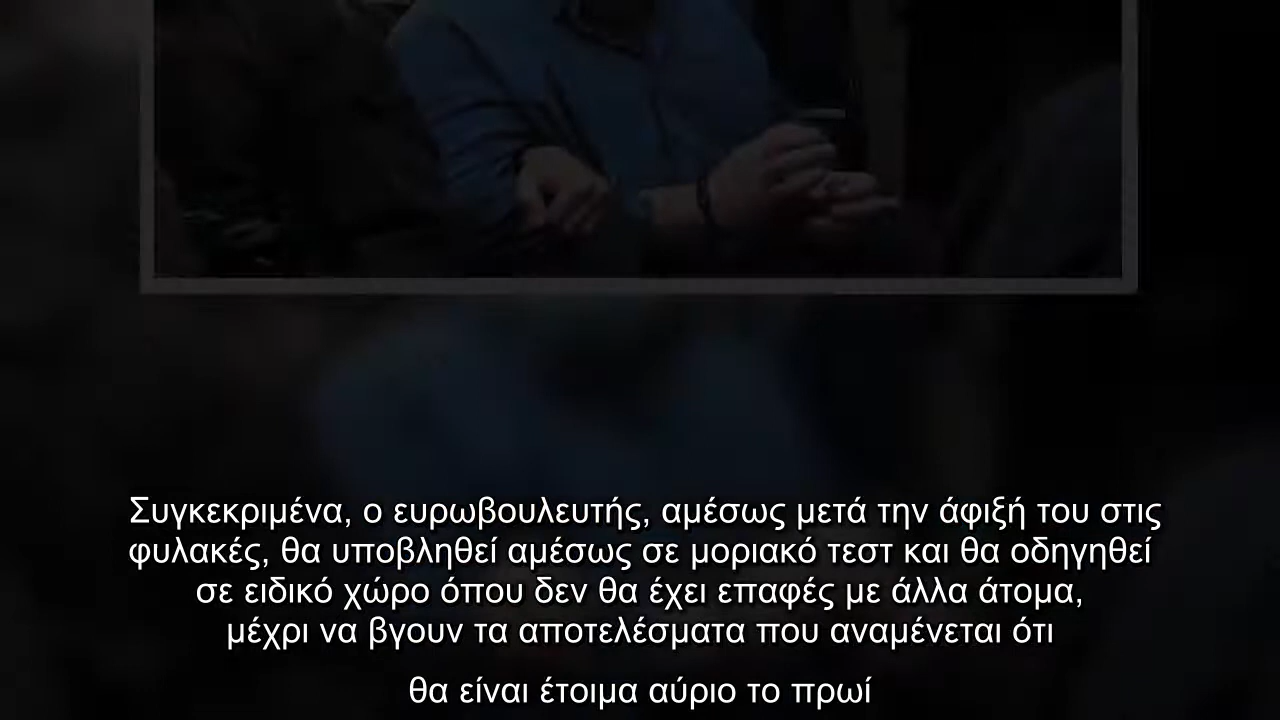 Συγκεκριμένα, ο ευρωβουλευτής, αμέσως μετά την άφιξή του στις
φυλακές, θα υποβληθεί αμέσως σε μοριακό τεστ και θα οδηγηθεί
σε ειδικό χώρο όπου δεν θα έχει επαφές με άλλα άτομα,
μέχρι να βγουν τα αποτελέσματα που αναμένεται ότι
θα είναι έτοιμα αύριο το πρωί